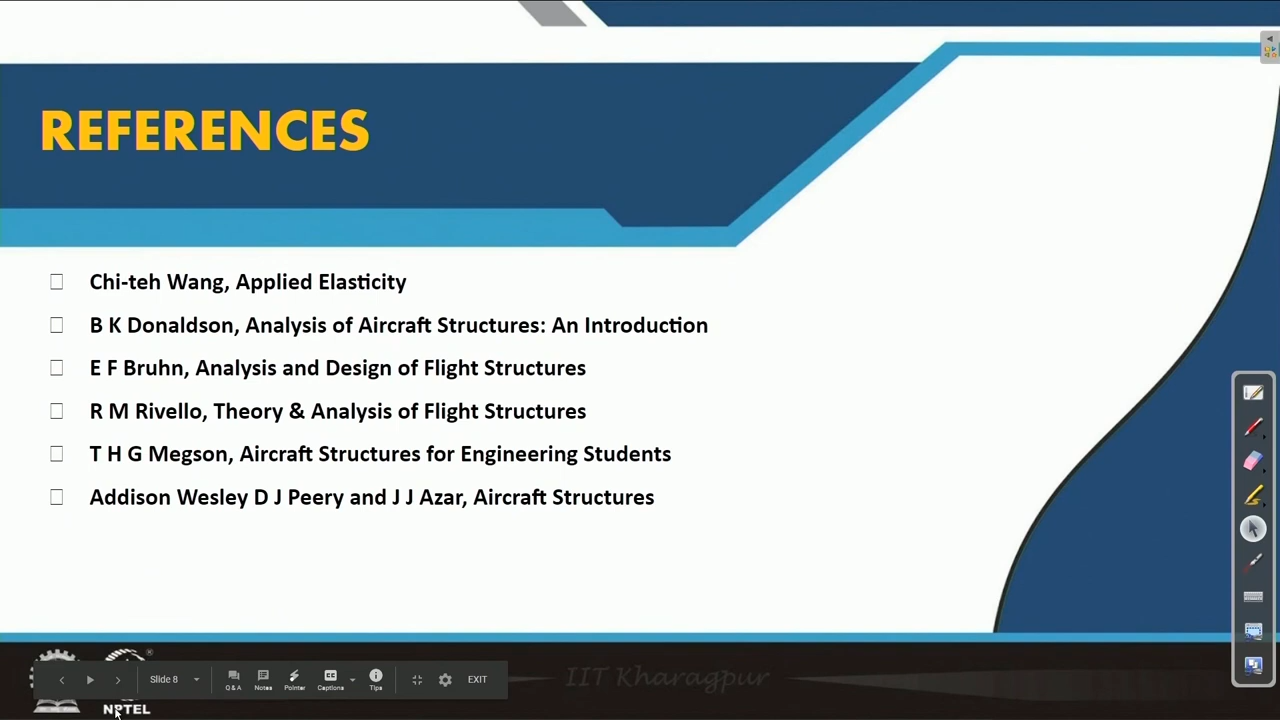 REFERENCES
Chi-teh Wang, Applied Elasticity
B K Donaldson, Analysis of Aircraft Structures: An Introduction
E F Bruhn, Analysis and Design of Flight Structures
R M Rivello, Theory & Analysis of Flight Structures
T H G Megson, Aircraft Structures for Engineering Students
Addison Wesley D J Peery and J J Azar, Aircraft Structures
IIT Kharagpur
Slide 8
Q & A
Notes
Pointer
Captions
Tips
EXIT
NPTEL